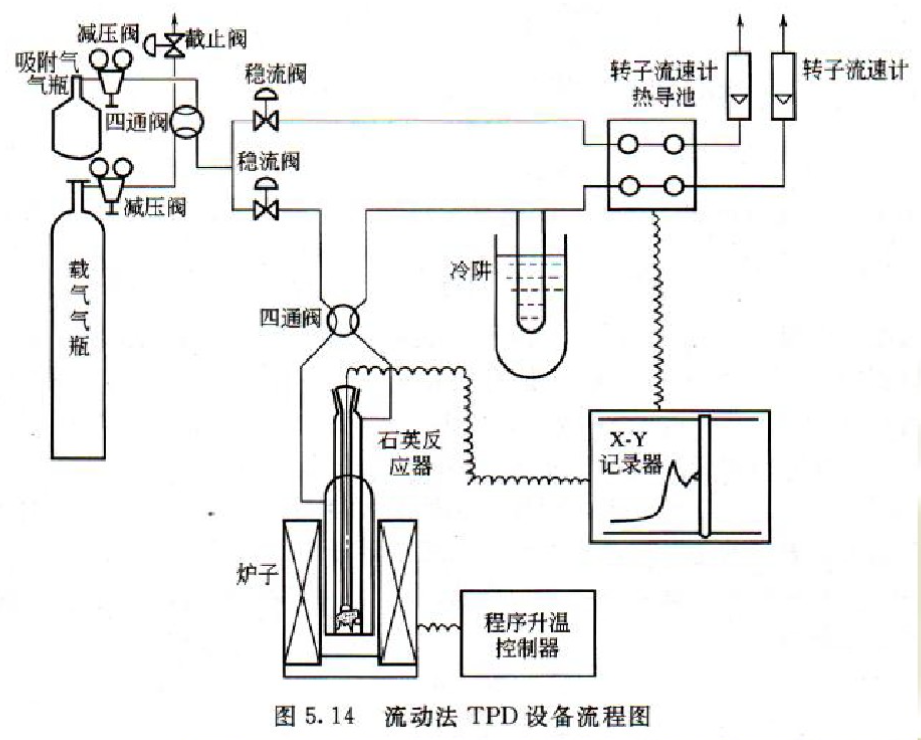 减压阀
截止阀
吸附气
气瓶
稳流阀
转子流速计
热导池
转子流速计
四通阀
稳流阀
减压阀
载
气
气
瓶
冷阱
四通阀
石英反
应器
X-Y
记录器
炉子
程序升温
控制器
图 5.14 流动法 TPD 设备流程图